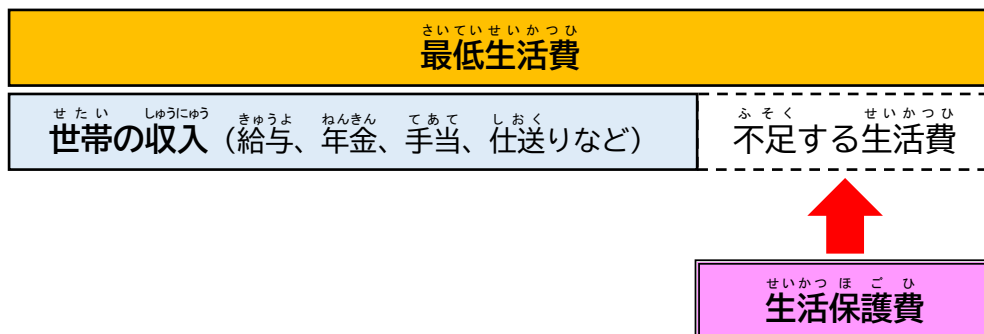 さいていせいかつひ
最低生活費
せたい しゅうにゅう きゅうよ ねんきん てあて しおく
世帯の収入（給与、年金、手当、仕送りなど）
ふそく せいかつひ
不足する生活費
せいかつ ほ ご ひ
生活保護費